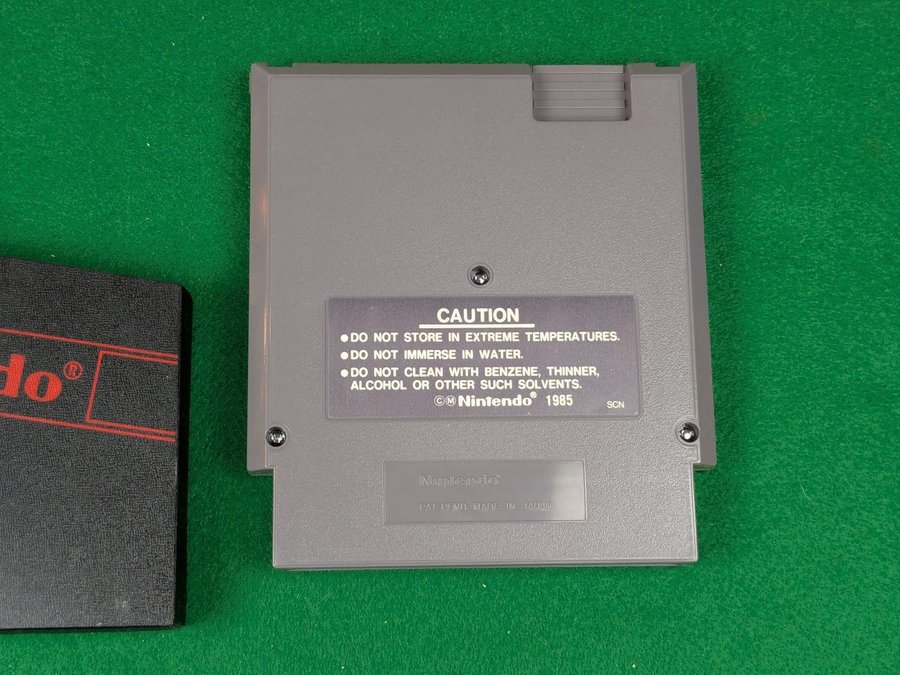 CAUTION
●DO NOT STORE IN EXTREME TEMPERATURES.
●DO NOT IMMERSE IN WATER.
●DO NOT CLEAN WITH BENZENE, THINNER,
ALCOHOL OR OTHER SUCH SOLVENTS.
ⒸⓂ Nintendo® 1985
SCN
Nintendo®
PAT. PEND. MADE IN JAPAN
do®